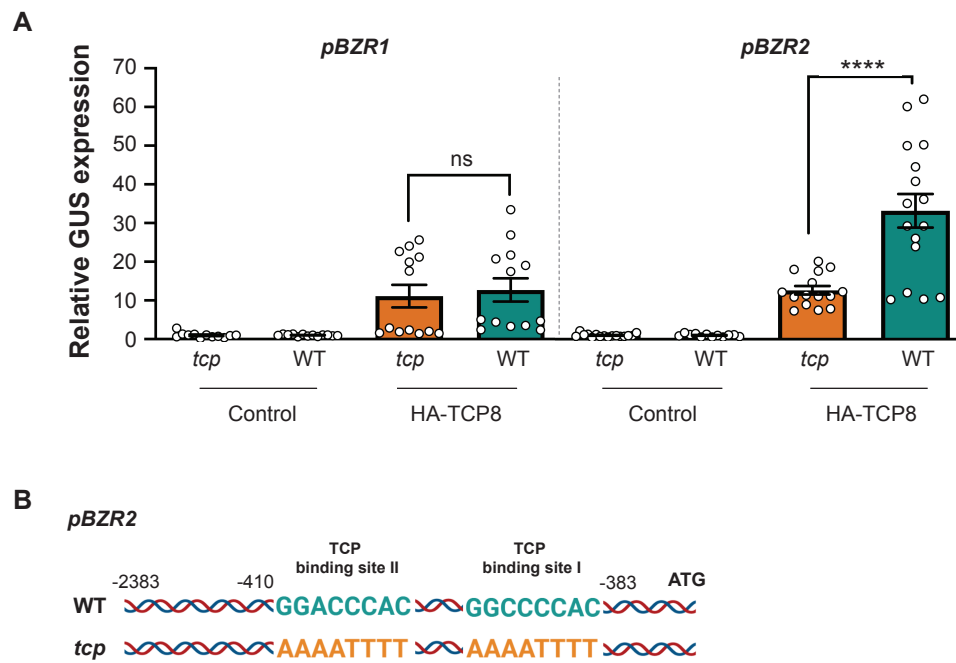 A
pBZR1 pBZR2
Relative GUS expression
70
60
50
40
30
20
10
0
ns
****
tcp WT tcp WT tcp WT tcp WT
Control HA-TCP8 Control HA-TCP8
B
pBZR2
TCP binding site II
TCP binding site I
-2383 -410 -383 ATG
WT GGACCCAC GGCCCCAC
tcp AAAATTTT AAAATTTT